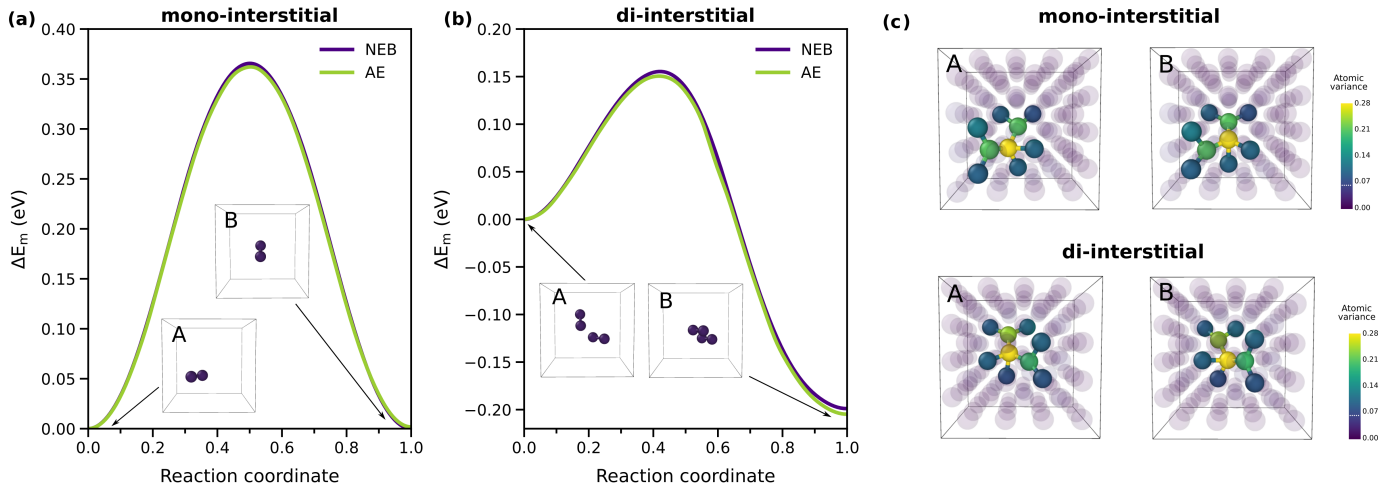 (a)
mono-interstitial
0.40
0.35
0.30
0.25
0.20
0.15
0.10
0.05
0.00
ΔEm (eV)
NEB
AE
B
A
0.0
0.2
0.4
0.6
0.8
1.0
Reaction coordinate
(b)
di-interstitial
0.20
0.15
0.10
0.05
0.00
−0.05
−0.10
−0.15
−0.20
ΔEm (eV)
NEB
AE
A
B
0.0
0.2
0.4
0.6
0.8
1.0
Reaction coordinate
(c)
mono-interstitial
A
B
Atomic
variance
0.28
0.21
0.14
0.07
0.00
di-interstitial
A
B
Atomic
variance
0.28
0.21
0.14
0.07
0.00